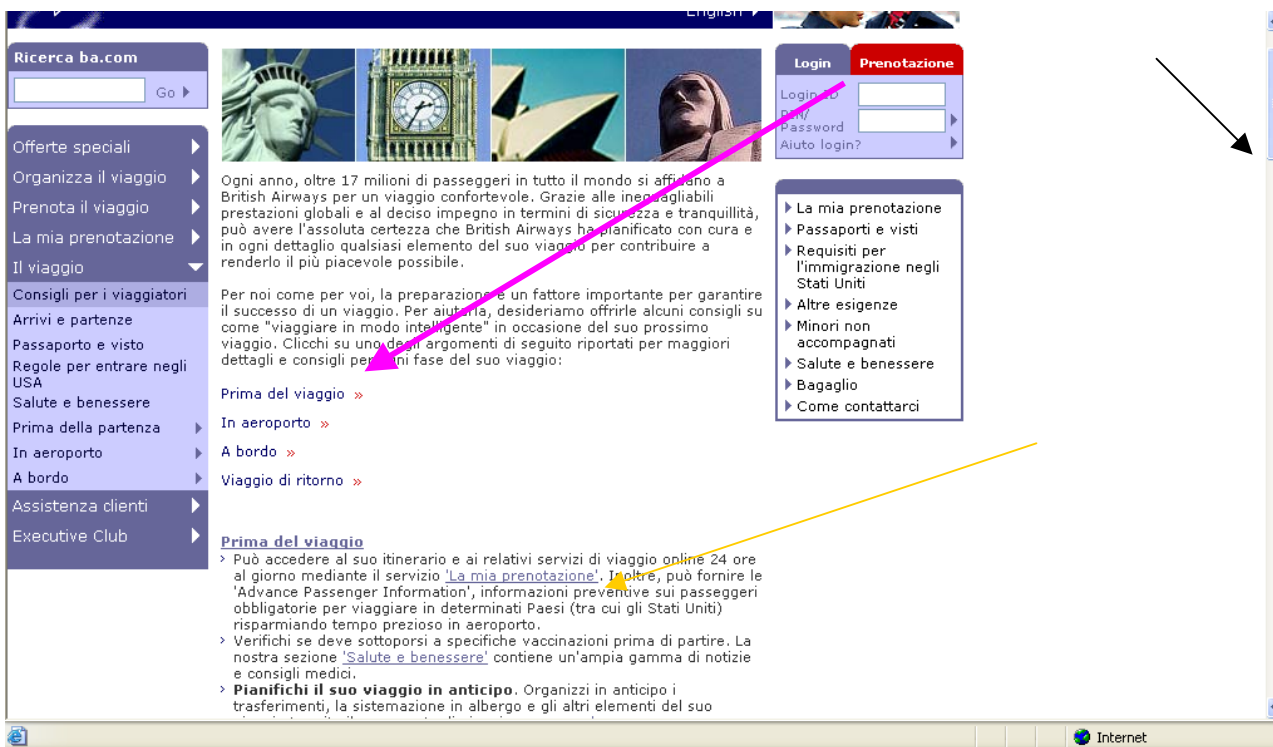 English
Ricerca ba.com
Go
Offerte speciali
Organizza il viaggio
Prenota il viaggio
La mia prenotazione
Il viaggio
Consigli per i viaggiatori
Arrivi e partenze
Passaporto e visto
Regole per entrare negli
USA
Salute e benessere
Prima della partenza
In aeroporto
A bordo
Assistenza clienti
Executive Club
Ogni anno, oltre 17 milioni di passeggeri in tutto il mondo si affidano a
British Airways per un viaggio confortevole. Grazie alle ineguagliabili
prestazioni globali e al deciso impegno in termini di sicurezza e tranquillità,
può avere l'assoluta certezza che British Airways ha pianificato con cura e
in ogni dettaglio qualsiasi elemento del suo viaggio per contribuire a
renderlo il più piacevole possibile.
Per noi come per voi, la preparazione è un fattore importante per garantire
il successo di un viaggio. Per aiutarla, desideriamo offrirle alcuni consigli su
come "viaggiare in modo intelligente" in occasione del suo prossimo
viaggio. Clicchi su uno degli argomenti di seguito riportati per maggiori
dettagli e consigli per ogni fase del suo viaggio:
Prima del viaggio »
In aeroporto »
A bordo »
Viaggio di ritorno »
Prima del viaggio
› Può accedere al suo itinerario e ai relativi servizi di viaggio online 24 ore
al giorno mediante il servizio 'La mia prenotazione'. Inoltre, può fornire le
'Advance Passenger Information', informazioni preventive sui passeggeri
obbligatorie per viaggiare in determinati Paesi (tra cui gli Stati Uniti)
risparmiando tempo prezioso in aeroporto.
› Verifichi se deve sottoporsi a specifiche vaccinazioni prima di partire. La
nostra sezione 'Salute e benessere' contiene un'ampia gamma di notizie
e consigli medici.
› Pianifichi il suo viaggio in anticipo. Organizzi in anticipo i
trasferimenti, la sistemazione in albergo e gli altri elementi del suo
Login Prenotazione
Login ID
PIN/
Password
Aiuto login?
La mia prenotazione
Passaporti e visti
Requisiti per
l'immigrazione negli
Stati Uniti
Altre esigenze
Minori non
accompagnati
Salute e benessere
Bagaglio
Come contattarci
Internet